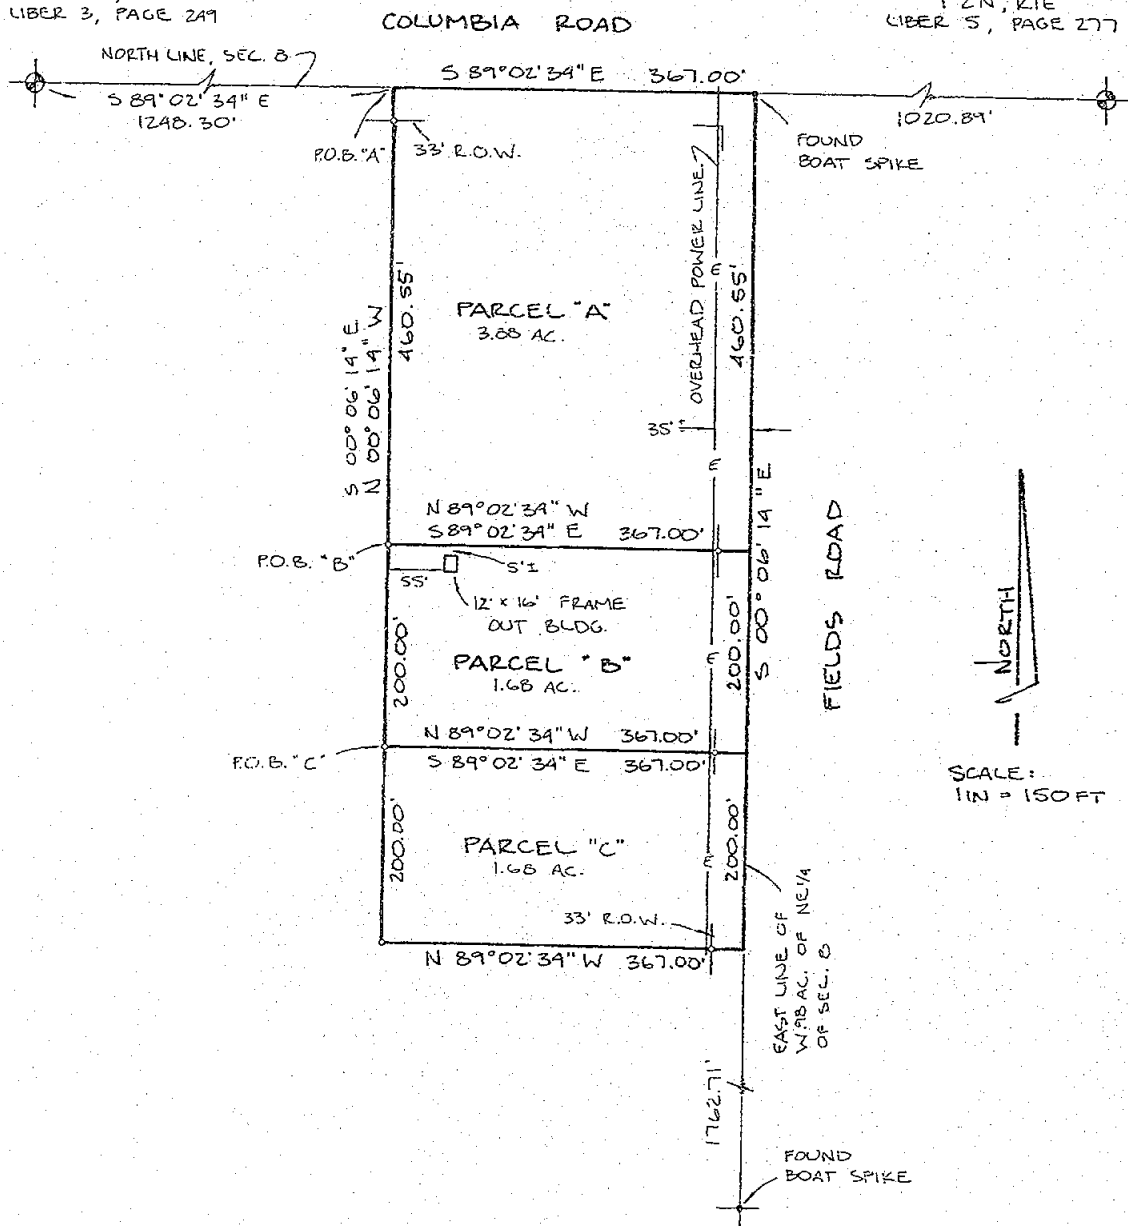 LIBER 3, PAGE 249
COLUMBIA ROAD
T 2N, R1E
LIBER 5, PAGE 277
NORTH LINE, SEC. 8
S 89°02'34" E 367.00'
S 89°02'34" E
1248.30'
1020.89'
P.O.B. "A"
33' R.O.W.
FOUND
BOAT SPIKE
OVERHEAD POWER LINE
E
460.55'
460.55'
PARCEL "A"
3.88 AC.
S 00°06'14" E
N 00°06'14" W
35'±
E
N 89°02'34" W
S 89°02'34" E 367.00'
P.O.B. "B"
55'
5'±
12' x 16' FRAME
OUT BLDG.
200.00'
PARCEL "B"
1.68 AC.
E
200.00'
S 00°06'14" E
FIELDS ROAD
NORTH
N 89°02'34" W 367.00'
P.O.B. "C"
S 89°02'34" E 367.00'
SCALE:
1IN = 150FT
200.00'
PARCEL "C"
1.68 AC.
E
200.00'
33' R.O.W.
N 89°02'34" W 367.00'
EAST LINE OF
W.98 AC. OF NE 1/4
OF SEC. 8
1762.71'
FOUND
BOAT SPIKE